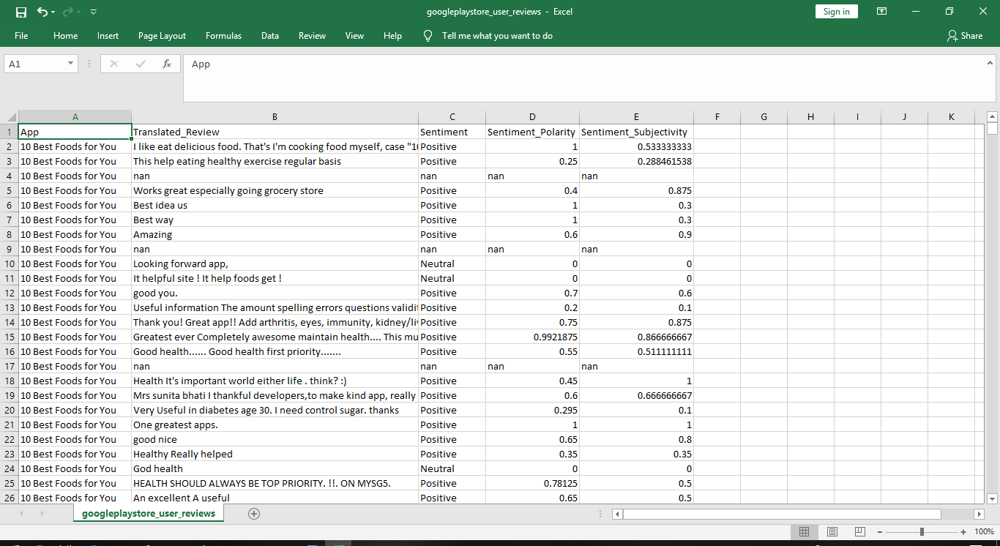 googleplaystore_user_reviews - Excel
Sign in
File Home Insert Page Layout Formulas Data Review View Help Tell me what you want to do Share
A1 fx App
A B C D E F G H I J K
1 App Translated_Review Sentiment Sentiment_Polarity Sentiment_Subjectivity
2 10 Best Foods for You I like eat delicious food. That's I'm cooking food myself, case "10 Positive 1 0.533333333
3 10 Best Foods for You This help eating healthy exercise regular basis Positive 0.25 0.288461538
4 10 Best Foods for You nan nan nan nan
5 10 Best Foods for You Works great especially going grocery store Positive 0.4 0.875
6 10 Best Foods for You Best idea us Positive 1 0.3
7 10 Best Foods for You Best way Positive 1 0.3
8 10 Best Foods for You Amazing Positive 0.6 0.9
9 10 Best Foods for You nan nan nan nan
10 10 Best Foods for You Looking forward app, Neutral 0 0
11 10 Best Foods for You It helpful site ! It help foods get ! Neutral 0 0
12 10 Best Foods for You good you. Positive 0.7 0.6
13 10 Best Foods for You Useful information The amount spelling errors questions validit Positive 0.2 0.1
14 10 Best Foods for You Thank you! Great app!! Add arthritis, eyes, immunity, kidney/liv Positive 0.75 0.875
15 10 Best Foods for You Greatest ever Completely awesome maintain health.... This mu Positive 0.9921875 0.866666667
16 10 Best Foods for You Good health...... Good health first priority....... Positive 0.55 0.511111111
17 10 Best Foods for You nan nan nan nan
18 10 Best Foods for You Health It's important world either life . think? :) Positive 0.45 1
19 10 Best Foods for You Mrs sunita bhati I thankful developers,to make kind app, really Positive 0.6 0.666666667
20 10 Best Foods for You Very Useful in diabetes age 30. I need control sugar. thanks Positive 0.295 0.1
21 10 Best Foods for You One greatest apps. Positive 1 1
22 10 Best Foods for You good nice Positive 0.65 0.8
23 10 Best Foods for You Healthy Really helped Positive 0.35 0.35
24 10 Best Foods for You God health Neutral 0 0
25 10 Best Foods for You HEALTH SHOULD ALWAYS BE TOP PRIORITY. !!. ON MYSG5. Positive 0.78125 0.5
26 10 Best Foods for You An excellent A useful Positive 0.65 0.5
googleplaystore_user_reviews
100%